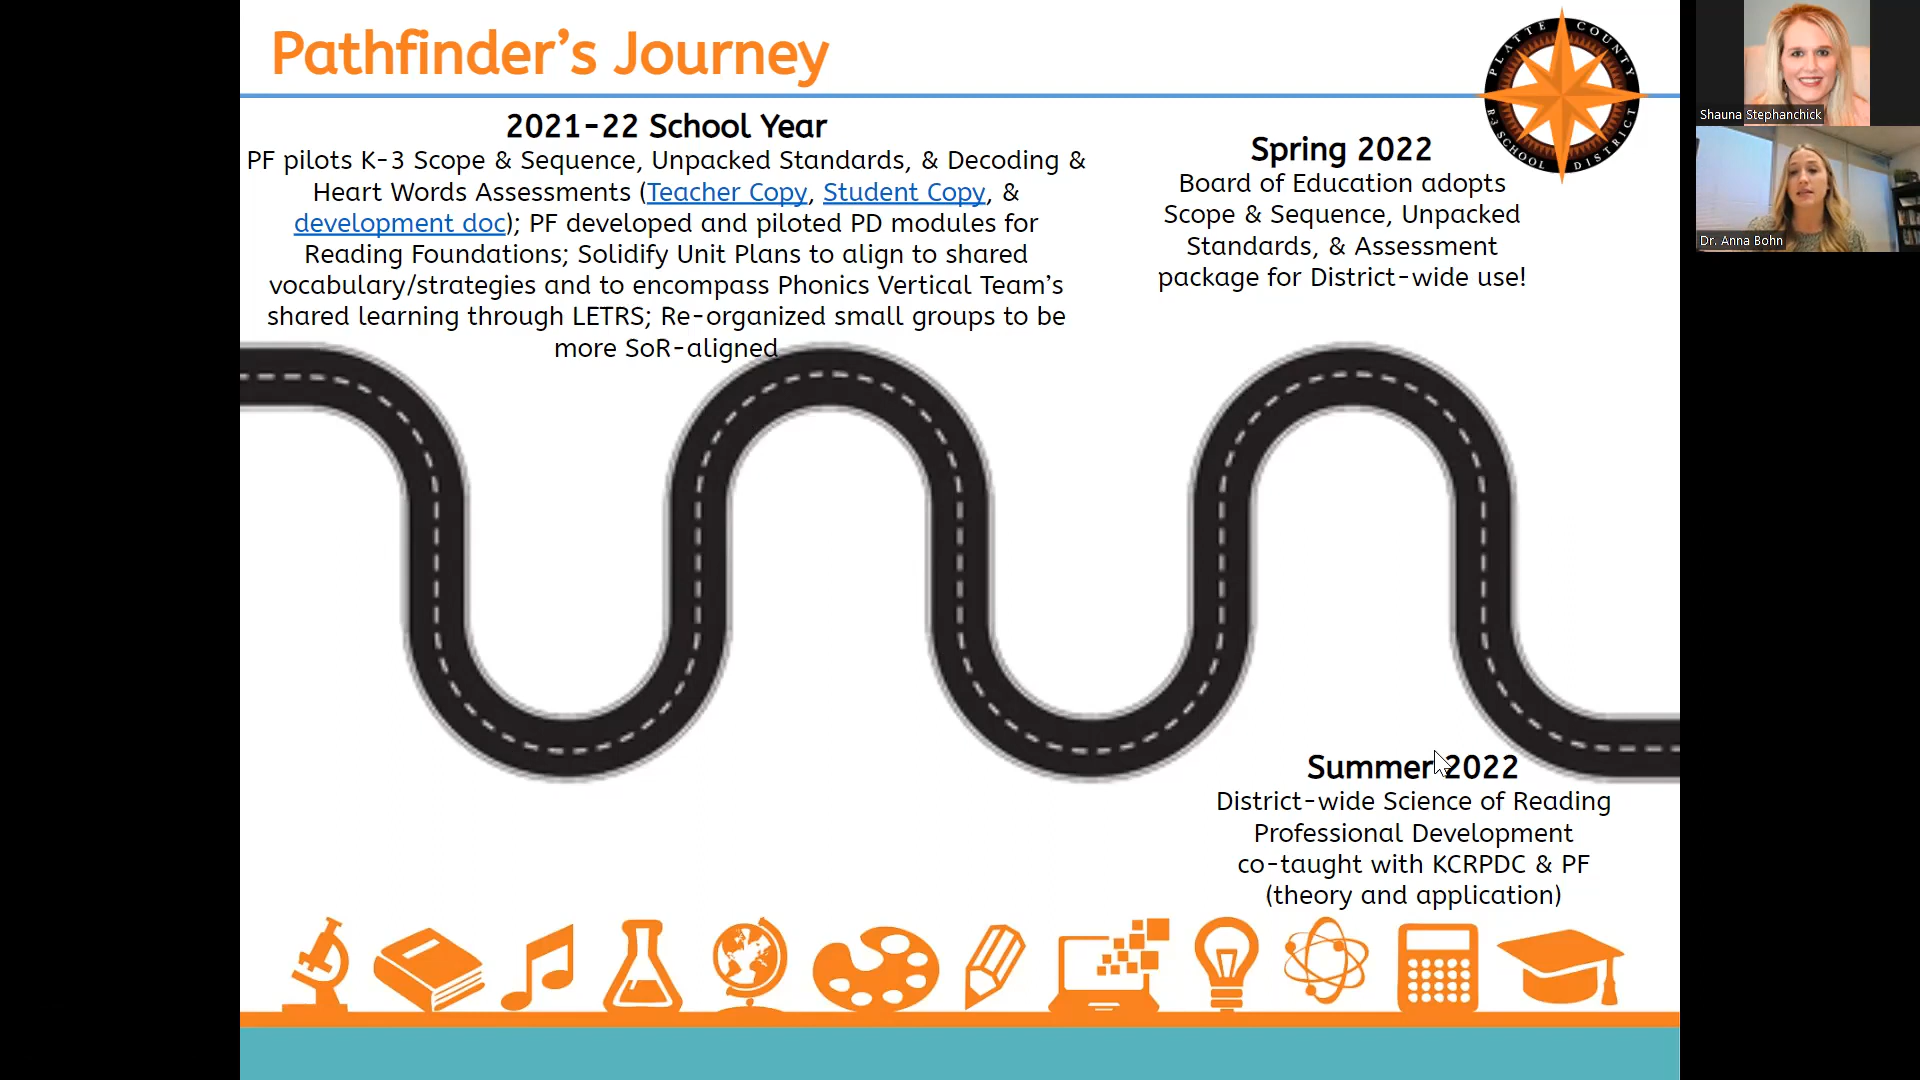 Pathfinder's Journey
PLATTE COUNTY
R3 SCHOOL DISTRICT
2021-22 School Year
PF pilots K-3 Scope & Sequence, Unpacked Standards, & Decoding &
Heart Words Assessments (Teacher Copy, Student Copy, &
development doc); PF developed and piloted PD modules for
Reading Foundations; Solidify Unit Plans to align to shared
vocabulary/strategies and to encompass Phonics Vertical Team's
shared learning through LETRS; Re-organized small groups to be
more SoR-aligned
Spring 2022
Board of Education adopts
Scope & Sequence, Unpacked
Standards, & Assessment
package for District-wide use!
Summer 2022
District-wide Science of Reading
Professional Development
co-taught with KCRPDC & PF
(theory and application)
Shauna Stephanchick
Dr. Anna Bohn